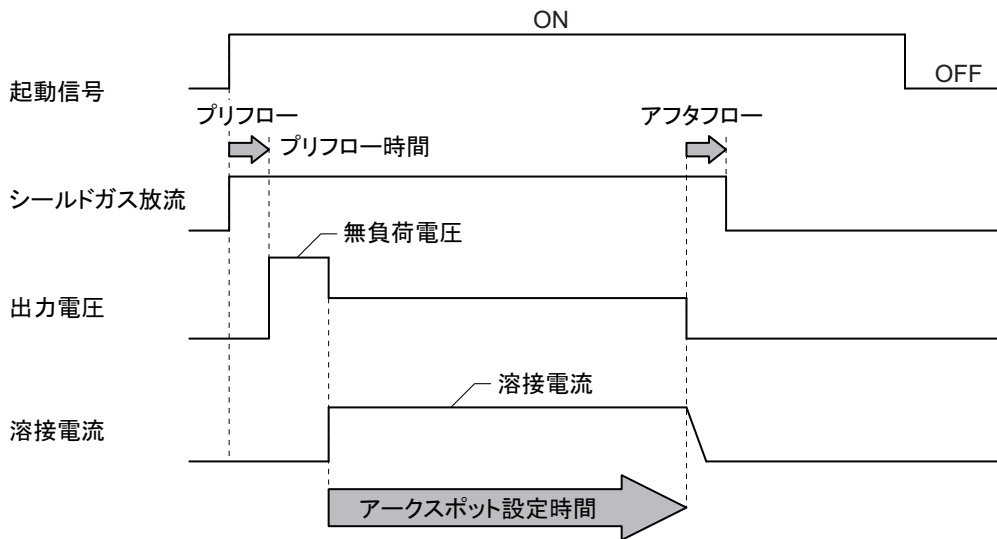 ON
起動信号
OFF
プリフロー
アフタフロー
プリフロー時間
シールドガス放流
無負荷電圧
出力電圧
溶接電流
溶接電流
アークスポット設定時間